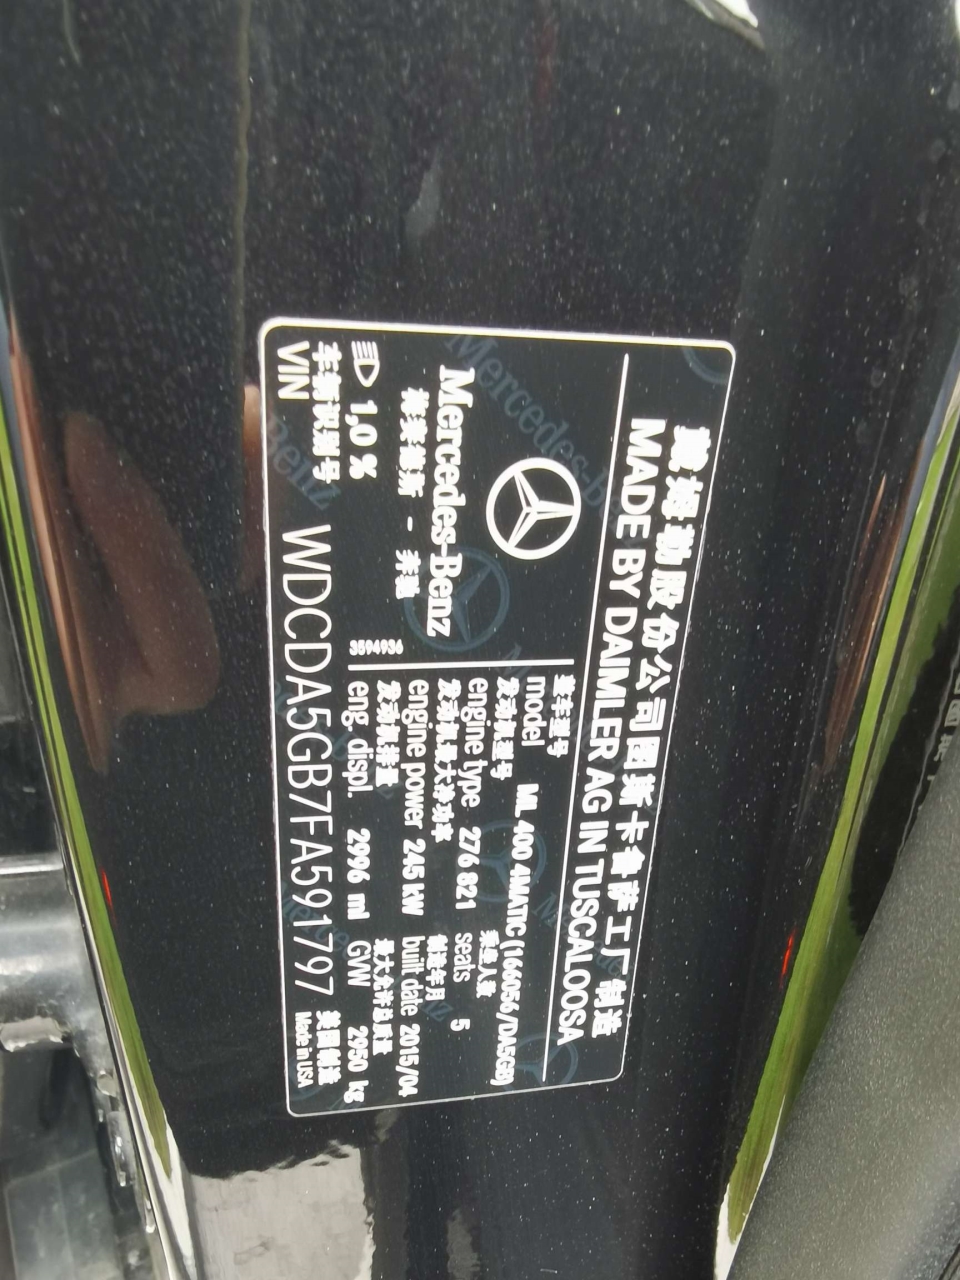 戴姆勒股份公司图斯卡鲁萨工厂制造
MADE BY DAIMLER AG IN TUSCALOOSA
Mercedes-Benz
梅赛德斯 - 奔驰
1,0 %
3594936
整车型号
model ML 400 4MATIC (166056/DA5GB)
发动机型号 乘坐人数
engine type 276 821 seats 5
发动机最大净功率 制造年月
engine power 245 kW built date 2015/04
发动机排量 最大允许总质量
eng. displ. 2996 ml GVW 2950 kg
车辆识别号 美国制造
VIN WDCDA5GB7FA591797 Made in USA